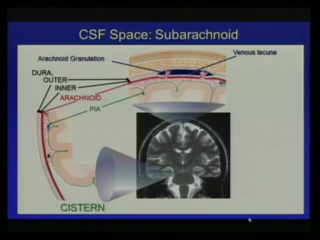 CSF Space: Subarachnoid
Arachnoid Granulation
Venous lacuna
DURA,
OUTER
INNER
ARACHNOID
PIA
CISTERN